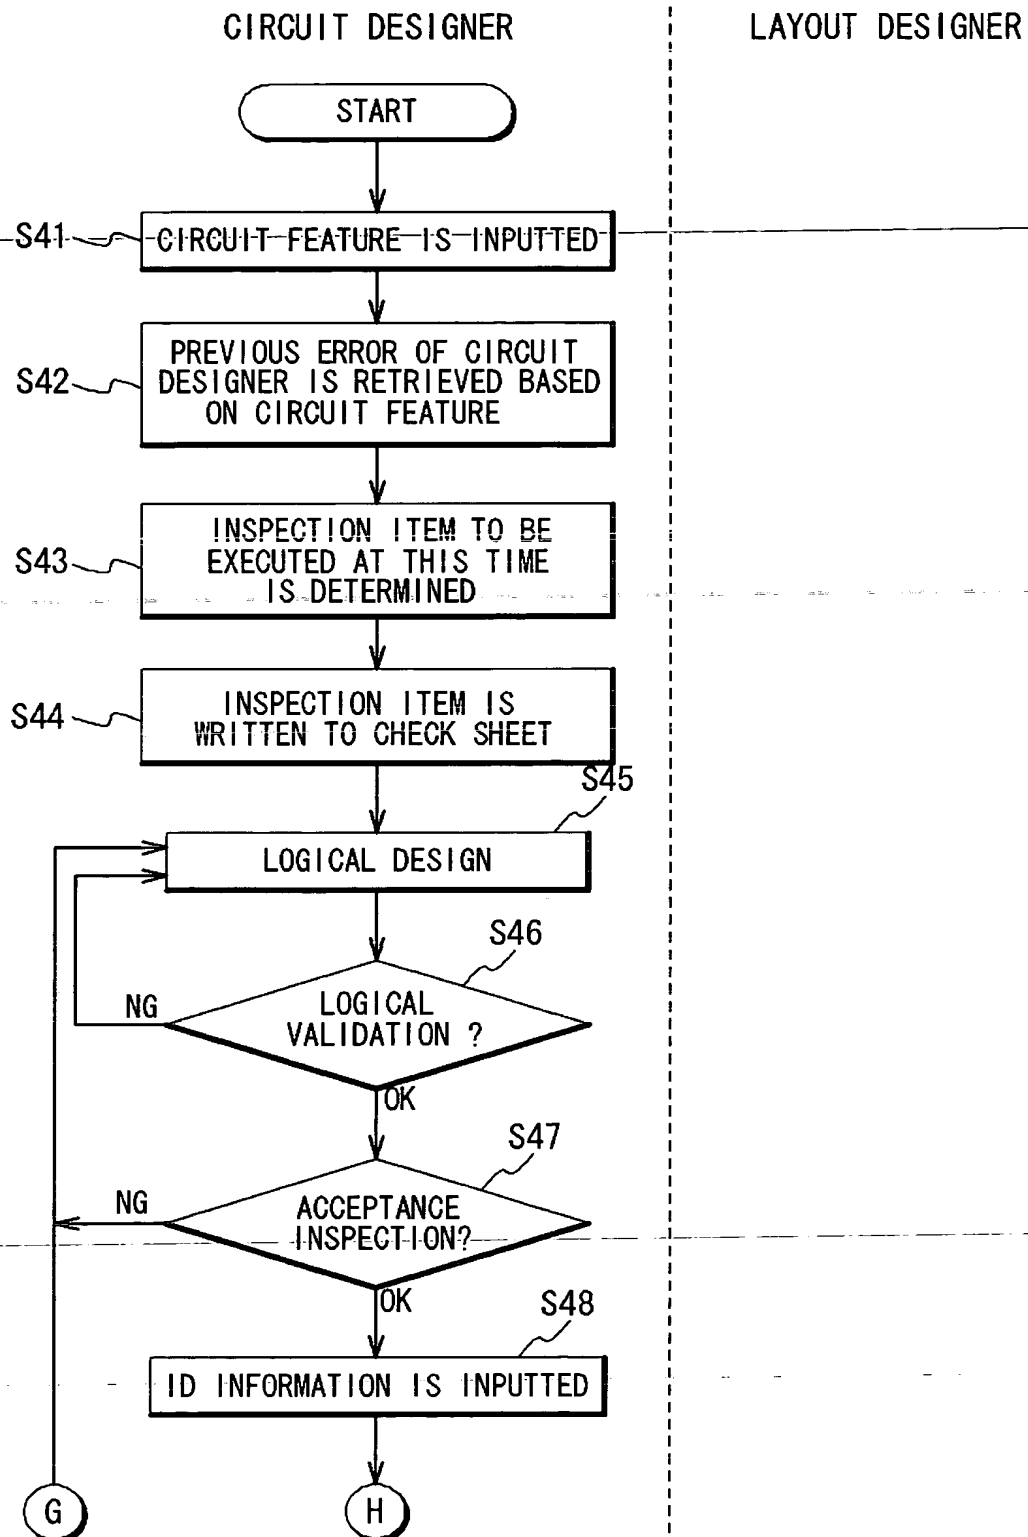 CIRCUIT DESIGNER
LAYOUT DESIGNER
START
S41
CIRCUIT FEATURE IS INPUTTED
S42
PREVIOUS ERROR OF CIRCUIT
DESIGNER IS RETRIEVED BASED
ON CIRCUIT FEATURE
S43
INSPECTION ITEM TO BE
EXECUTED AT THIS TIME
IS DETERMINED
S44
INSPECTION ITEM IS
WRITTEN TO CHECK SHEET
S45
LOGICAL DESIGN
S46
NG
LOGICAL
VALIDATION ?
OK
S47
NG
ACCEPTANCE
INSPECTION?
OK
S48
ID INFORMATION IS INPUTTED
G
H